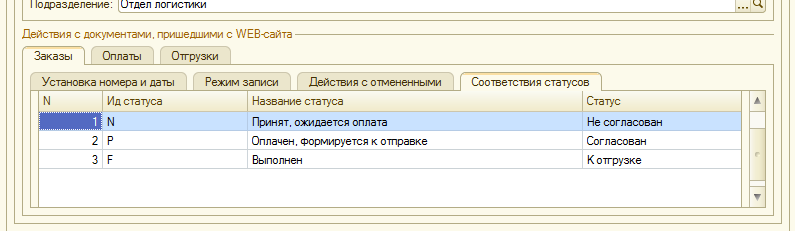 Подразделение: Отдел логистики ...
Действия с документами, пришедшими с WEB-сайта
Заказы Оплаты Отгрузки
Установка номера и даты Режим записи Действия с отмененными Соответствия статусов
N Ид статуса Название статуса Статус
1 N Принят, ожидается оплата Не согласован
2 P Оплачен, формируется к отправке Согласован
3 F Выполнен К отгрузке